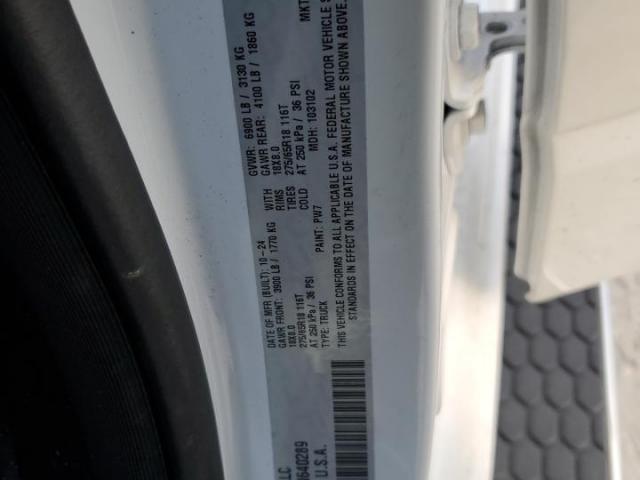 LLC
640289
U.S.A.
DATE OF MFR (BUILT): 10-24 GVWR: 6900 LB / 3130 KG
GAWR FRONT: 3900 LB / 1770 KG WITH GAWR REAR: 4100 LB / 1860 KG
18X8.0 RIMS 18X8.0
275/65R18 116T TIRES 275/65R18 116T
AT 250 kPa / 36 PSI COLD AT 250 kPa / 36 PSI
TYPE: TRUCK PAINT: PW7 MDH: 103102 MKT
THIS VEHICLE CONFORMS TO ALL APPLICABLE U.S.A. FEDERAL MOTOR VEHICLE S
STANDARDS IN EFFECT ON THE DATE OF MANUFACTURE SHOWN ABOVE.